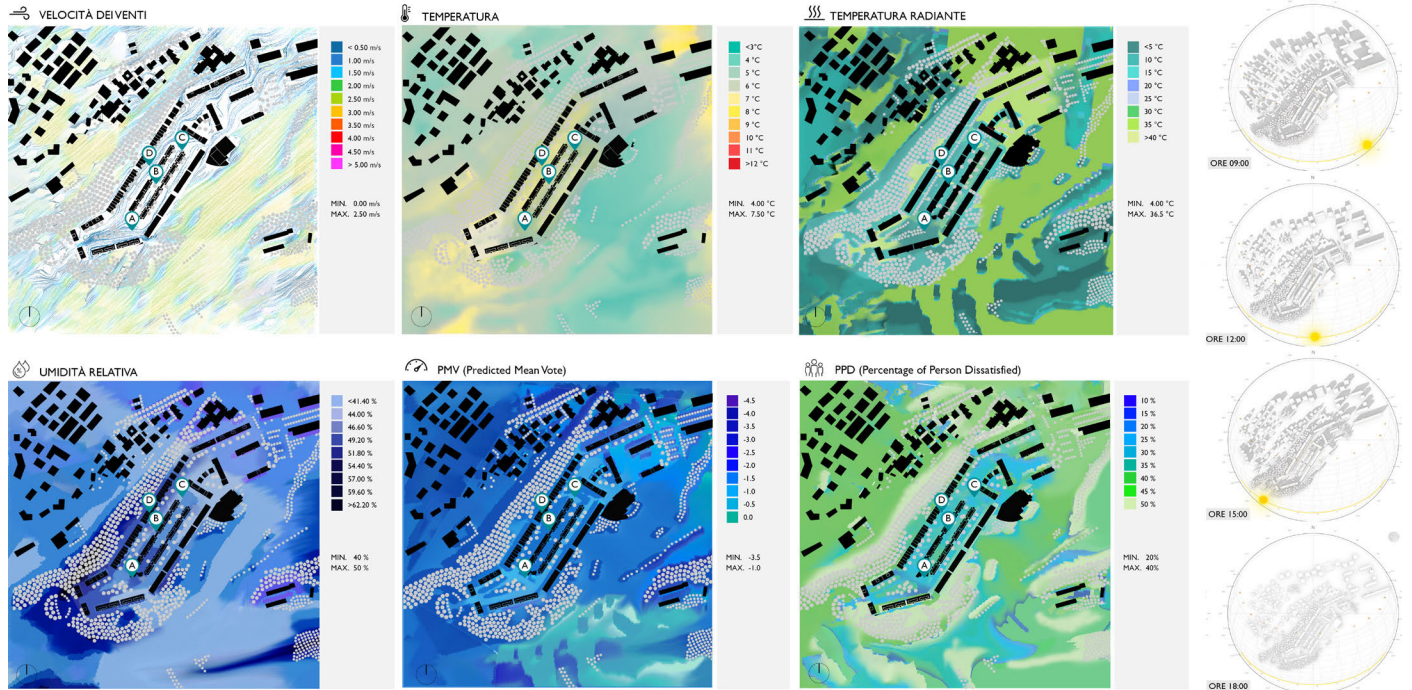 VELOCITÀ DEI VENTI
< 0.50 m/s
1.00 m/s
1.50 m/s
2.00 m/s
2.50 m/s
3.00 m/s
3.50 m/s
4.00 m/s
4.50 m/s
> 5.00 m/s
MIN. 0.00 m/s
MAX. 2.50 m/s
A
B
C
D
TEMPERATURA
<3°C
4 °C
5 °C
6 °C
7 °C
8 °C
9 °C
10 °C
11 °C
>12 °C
MIN. 4.00 °C
MAX. 7.50 °C
A
B
C
D
TEMPERATURA RADIANTE
<5 °C
10 °C
15 °C
20 °C
25 °C
30 °C
35 °C
>40 °C
MIN. 4.00 °C
MAX. 36.5 °C
A
B
C
D
ORE 09:00
N
ORE 12:00
UMIDITÀ RELATIVA
<41.40 %
44.00 %
46.60 %
49.20 %
51.80 %
54.40 %
57.00 %
59.60 %
>62.20 %
MIN. 40 %
MAX. 50 %
A
B
C
D
PMV (Predicted Mean Vote)
-4.5
-4.0
-3.5
-3.0
-2.5
-2.0
-1.5
-1.0
-0.5
0.0
MIN. -3.5
MAX. -1.0
A
B
C
D
PPD (Percentage of Person Dissatisfied)
10 %
15 %
20 %
25 %
30 %
35 %
40 %
45 %
50 %
MIN. 20%
MAX. 40%
A
B
C
D
N
ORE 15:00
N
ORE 18:00